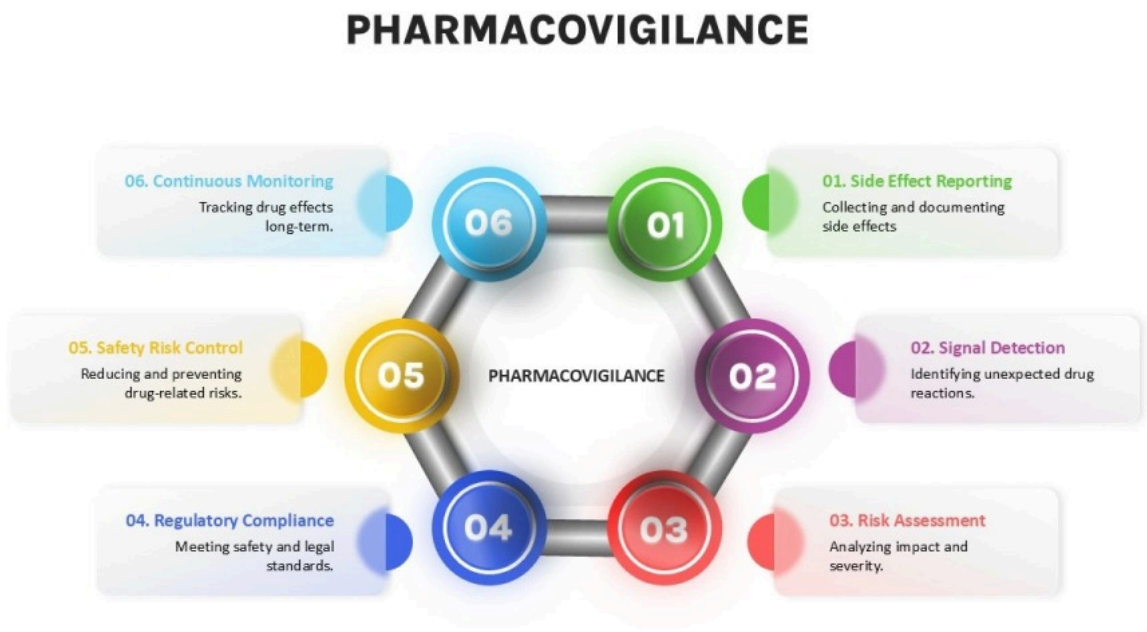 PHARMACOVIGILANCE
06. Continuous Monitoring
Tracking drug effects
long-term.
06
01
01. Side Effect Reporting
Collecting and documenting
side effects
05. Safety Risk Control
Reducing and preventing
drug-related risks.
05
PHARMACOVIGILANCE
02
02. Signal Detection
Identifying unexpected drug
reactions.
04. Regulatory Compliance
Meeting safety and legal
standards.
04
03
03. Risk Assessment
Analyzing impact and
severity.